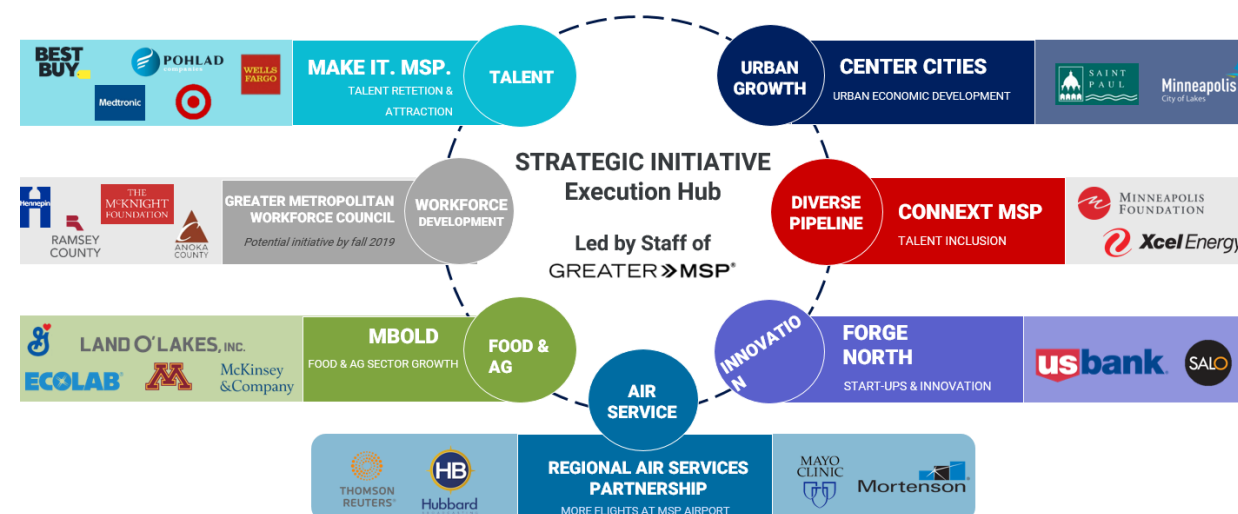 BEST
BUY
POHLAD
companies
WELLS
FARGO
Medtronic
MAKE IT. MSP.
TALENT RETETION &
ATTRACTION
TALENT
URBAN
GROWTH
CENTER CITIES
URBAN ECONOMIC DEVELOPMENT
SAINT
PAUL
Minneapolis
City of Lakes
STRATEGIC INITIATIVE
Execution Hub
Led by Staff of
GREATER MSP®
Hennepin
RAMSEY
COUNTY
THE
McKNIGHT
FOUNDATION
ANOKA
COUNTY
GREATER METROPOLITAN
WORKFORCE COUNCIL
Potential initiative by fall 2019
WORKFORCE
DEVELOPMENT
DIVERSE
PIPELINE
CONNEXT MSP
TALENT INCLUSION
MINNEAPOLIS
FOUNDATION
Xcel Energy
G
LAND O'LAKES, INC.
ECOLAB®
M
McKinsey
&Company
MBOLD
FOOD & AG SECTOR GROWTH
FOOD &
AG
INNOVATIO
N
FORGE
NORTH
START-UPS & INNOVATION
usbank
SALO
AIR
SERVICE
THOMSON
REUTERS®
HB
Hubbard
REGIONAL AIR SERVICES
PARTNERSHIP
MORE FLIGHTS AT MSP AIRPORT
MAYO
CLINIC
Mortenson